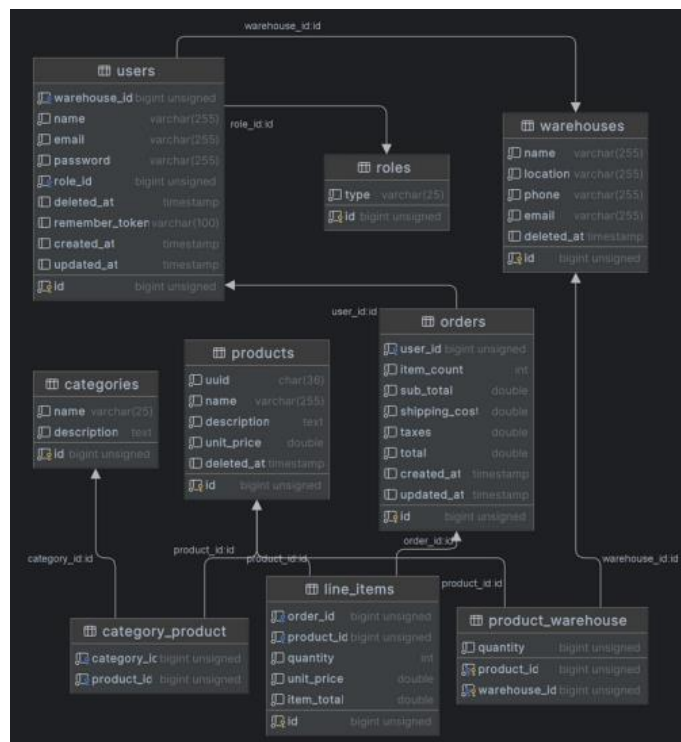 warehouse_id:id
users
warehouse_id bigint unsigned
name varchar(255)
email varchar(255)
password varchar(255)
role_id bigint unsigned
deleted_at timestamp
remember_token varchar(100)
created_at timestamp
updated_at timestamp
id bigint unsigned
role_id:id
roles
type varchar(25)
id bigint unsigned
warehouses
name varchar(255)
location varchar(255)
phone varchar(255)
email varchar(255)
deleted_at timestamp
id bigint unsigned
user_id:id
orders
user_id bigint unsigned
item_count int
sub_total double
shipping_cost double
taxes double
total double
created_at timestamp
updated_at timestamp
id bigint unsigned
products
uuid char(36)
name varchar(255)
description text
unit_price double
deleted_at timestamp
id bigint unsigned
categories
name varchar(25)
description text
id bigint unsigned
category_id:id
product_id:id
product_id:id
order_id:id
product_id:id
warehouse_id:id
category_product
category_ic bigint unsigned
product_id bigint unsigned
line_items
order_id bigint unsigned
product_id bigint unsigned
quantity int
unit_price double
item_total double
id bigint unsigned
product_warehouse
quantity bigint unsigned
product_id bigint unsigned
warehouse_id bigint unsigned